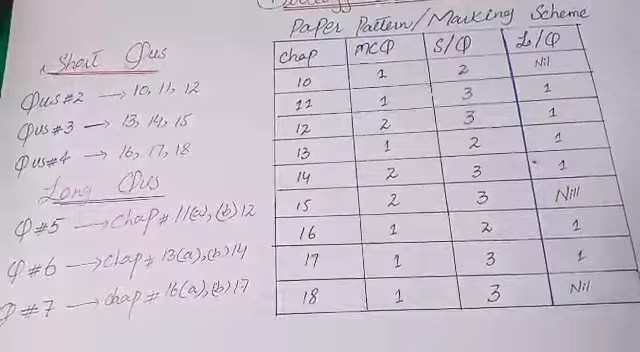 Paper Pattern/Marking Scheme
Short Qus
Qus#2 → 10, 11, 12
Qus#3 → 13, 14, 15
Qus#4 → 16, 17, 18
Long Qus
Q#5 → chap# 11(a), (b) 12
Q#6 → chap# 13(a), (b) 14
Q#7 → chap# 16(a), (b) 17
chap MCQ S/Q L/Q
10 1 2 Nil
11 1 3 1
12 2 3 1
13 1 2 1
14 2 3 1
15 2 3 Nill
16 1 2 1
17 1 3 1
18 1 3 Nil